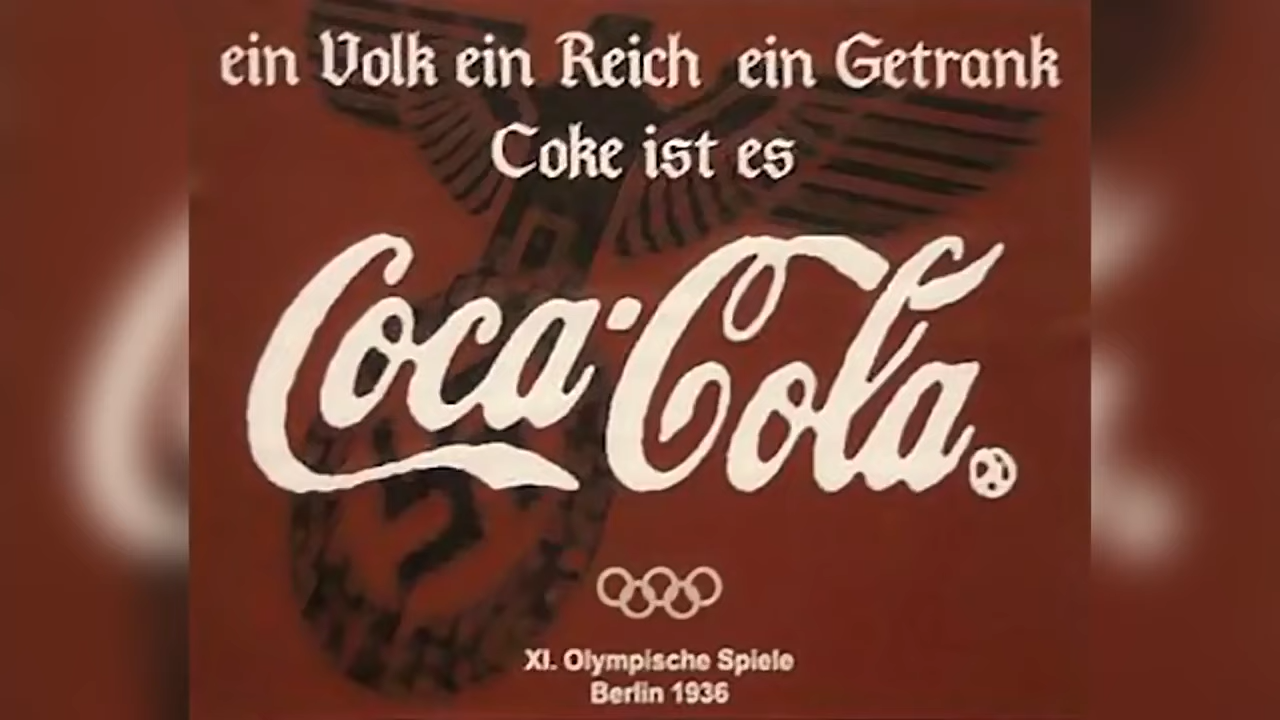 ein Volk ein Reich ein Getrank
Coke ist es
Coca-Cola
XI. Olympische Spiele
Berlin 1936